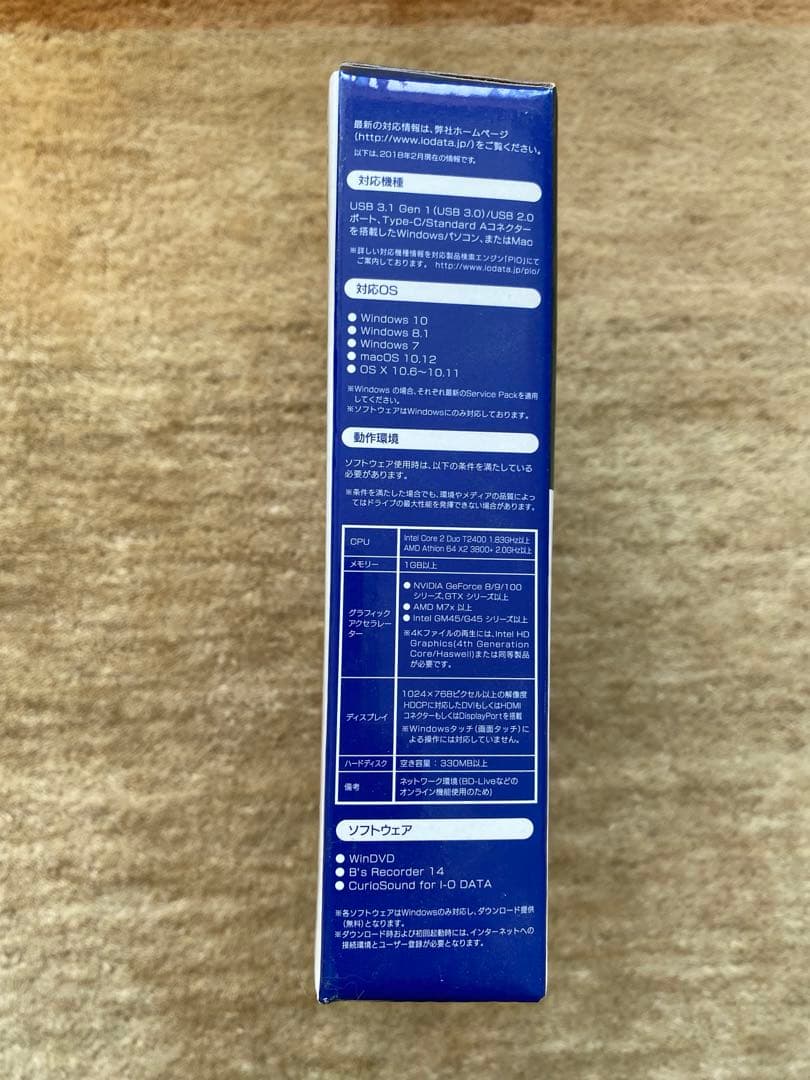 最新の対応情報は、弊社ホームページ
(http://www.iodata.jp/)をご覧ください。
以下は、2018年2月現在の情報です。
対応機種
USB 3.1 Gen 1(USB 3.0)/USB 2.0
ポート、Type-C/Standard Aコネクター
を搭載したWindowsパソコン、またはMac
※詳しい対応機種情報を対応製品検索エンジン「PIO」にて
ご案内しております。 http://www.iodata.jp/pio/
対応OS
● Windows 10
● Windows 8.1
● Windows 7
● macOS 10.12
● OS X 10.6～10.11
※Windows の場合、それぞれ最新のService Packを適用
してください。
※ソフトウェアはWindowsにのみ対応しております。
動作環境
ソフトウェア使用時は、以下の条件を満たしている
必要があります。
※条件を満たした場合でも、環境やメディアの品質によっ
てはドライブの最大性能を発揮できない場合があります。
CPU
Intel Core 2 Duo T2400 1.83GHz以上
AMD Athlon 64 X2 3800+ 2.0GHz以上
メモリー
1GB以上
グラフィック
アクセラレー
ター
● NVIDIA GeForce 8/9/100
シリーズ、GTX シリーズ以上
● AMD M7x 以上
● Intel GM45/G45 シリーズ以上
※4Kファイルの再生には、Intel HD
Graphics(4th Generation
Core/Haswell)または同等製品
が必要です。
ディスプレイ
1024×768ピクセル以上の解像度
HDCPに対応したDVIもしくはHDMI
コネクターもしくはDisplayPortを搭載
※Windowsタッチ(画面タッチ)に
よる操作には対応していません。
ハードディスク
空き容量：330MB以上
備考
ネットワーク環境(BD-Liveなどの
オンライン機能使用のため)
ソフトウェア
● WinDVD
● B's Recorder 14
● CurioSound for I-O DATA
※各ソフトウェアはWindowsのみ対応し、ダウンロード提供
(無料)となります。
※ダウンロード時および初回起動時には、インターネットへの
接続環境とユーザー登録が必要となります。